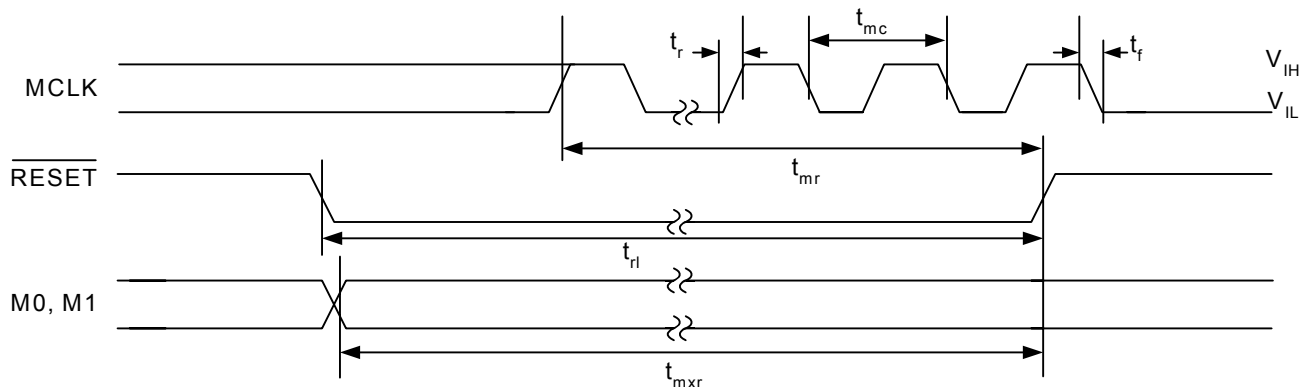 t_mc
t_r
t_f
V_IH
MCLK
V_IL
t_mr
RESET
t_rl
M0, M1
t_mxr